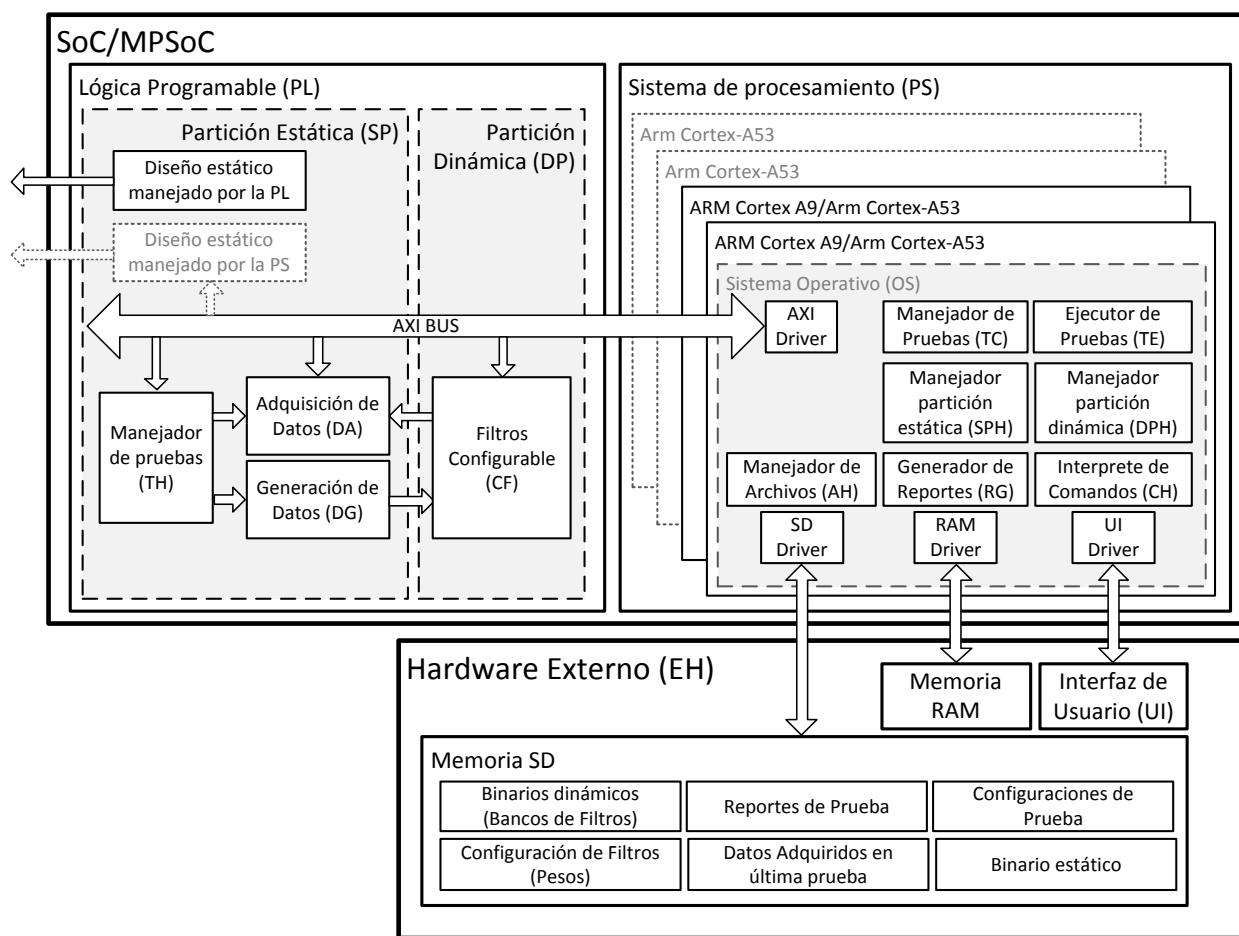 SoC/MPSoC
Lógica Programable (PL)
Partición Estática (SP)
Diseño estático
manejado por la PL
Diseño estático
manejado por la PS
Partición
Dinámica (DP)
AXI BUS
Manejador
de pruebas
(TH)
Adquisición de
Datos (DA)
Generación de
Datos (DG)
Filtros
Configurable
(CF)
Sistema de procesamiento (PS)
Arm Cortex-A53
Arm Cortex-A53
ARM Cortex A9/Arm Cortex-A53
ARM Cortex A9/Arm Cortex-A53
Sistema Operativo (OS)
AXI
Driver
Manejador de
Pruebas (TC)
Ejecutor de
Pruebas (TE)
Manejador
partición
estática (SPH)
Manejador
partición
dinámica (DPH)
Manejador de
Archivos (AH)
Generador de
Reportes (RG)
Interprete de
Comandos (CH)
SD
Driver
RAM
Driver
UI
Driver
Hardware Externo (EH)
Memoria
RAM
Interfaz de
Usuario (UI)
Memoria SD
Binarios dinámicos
(Bancos de Filtros)
Reportes de Prueba
Configuraciones de
Prueba
Configuración de Filtros
(Pesos)
Datos Adquiridos en
última prueba
Binario estático